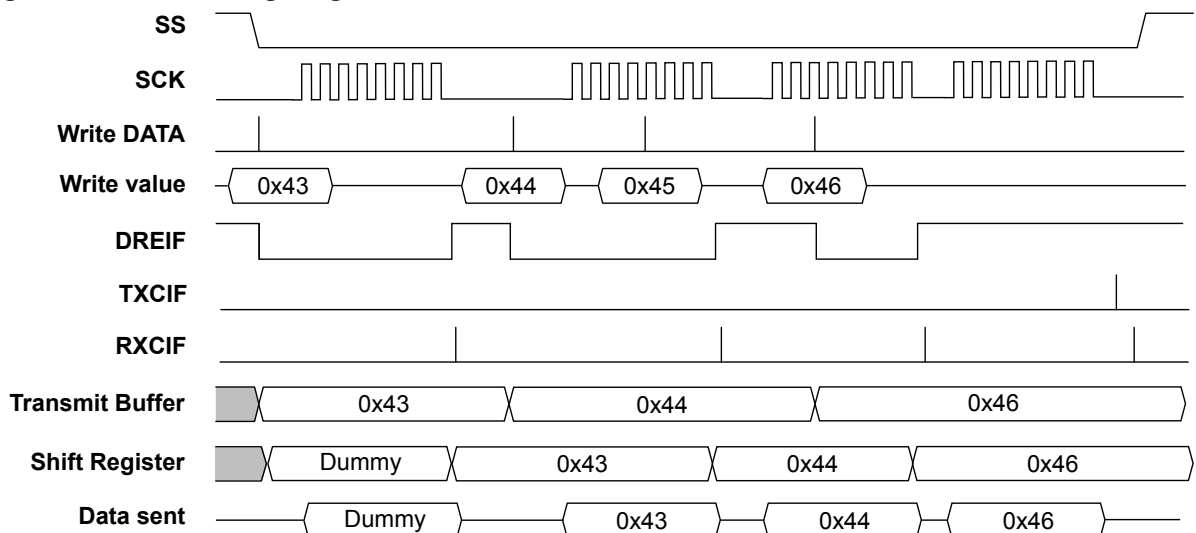 SS
SCK
Write DATA
Write value 0x43 0x44 0x45 0x46
DREIF
TXCIF
RXCIF
Transmit Buffer 0x43 0x44 0x46
Shift Register Dummy 0x43 0x44 0x46
Data sent Dummy 0x43 0x44 0x46